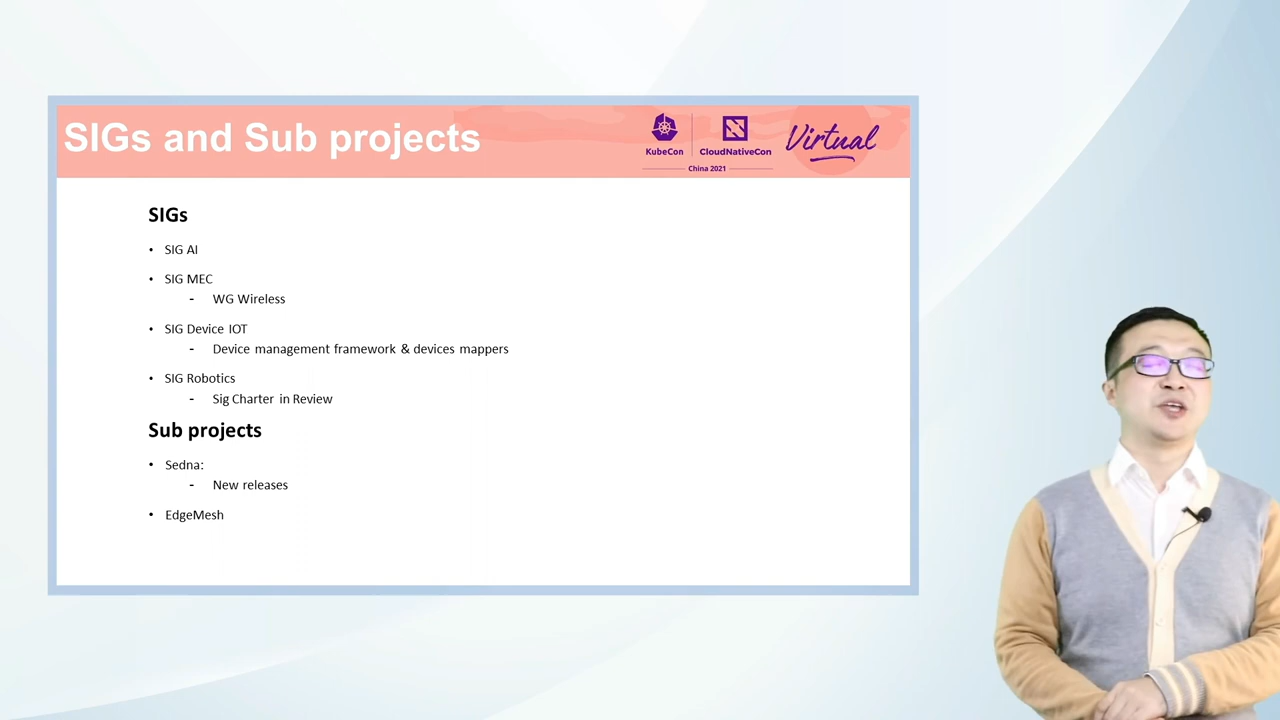 SIGs and Sub projects
KubeCon
CloudNativeCon
Virtual
China 2021
SIGs
• SIG AI
• SIG MEC
- WG Wireless
• SIG Device IOT
- Device management framework & devices mappers
• SIG Robotics
- Sig Charter in Review
Sub projects
• Sedna:
- New releases
• EdgeMesh